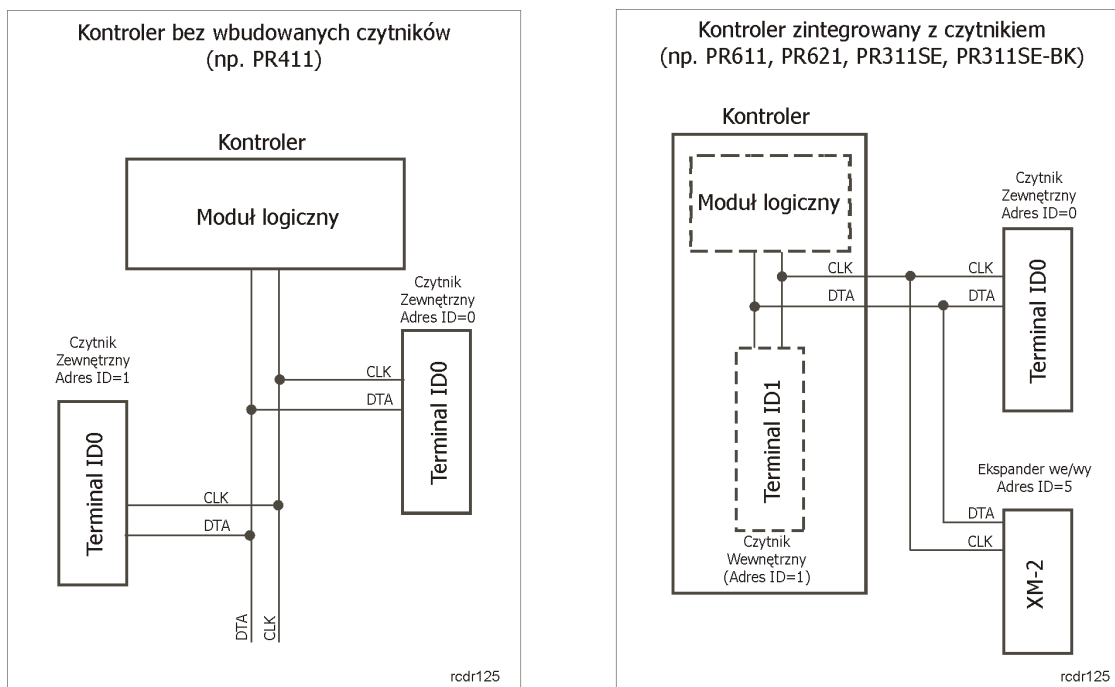 Kontroler bez wbudowanych czytników
(np. PR411)
Kontroler
Moduł logiczny
Czytnik
Zewnętrzny
Adres ID=0
Terminal ID0
CLK
DTA
Czytnik
Zewnętrzny
Adres ID=1
Terminal ID0
CLK
DTA
DTA
CLK
rcdr125
Kontroler zintegrowany z czytnikiem
(np. PR611, PR621, PR311SE, PR311SE-BK)
Kontroler
Moduł logiczny
Czytnik
Zewnętrzny
Adres ID=0
CLK
CLK
DTA
DTA
Terminal ID0
Terminal ID1
Czytnik
Wewnętrzny
(Adres ID=1)
Ekspander we/wy
Adres ID=5
DTA
CLK
XM-2
rcdr125